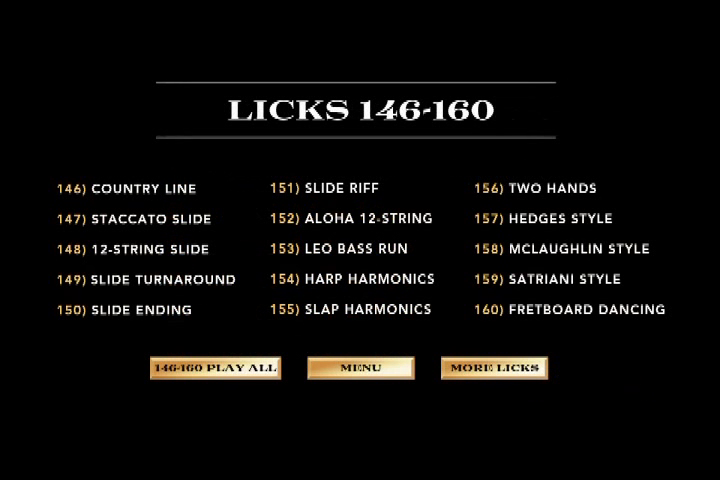 LICKS 146-160
146) COUNTRY LINE
147) STACCATO SLIDE
148) 12-STRING SLIDE
149) SLIDE TURNAROUND
150) SLIDE ENDING
151) SLIDE RIFF
152) ALOHA 12-STRING
153) LEO BASS RUN
154) HARP HARMONICS
155) SLAP HARMONICS
156) TWO HANDS
157) HEDGES STYLE
158) MCLAUGHLIN STYLE
159) SATRIANI STYLE
160) FRETBOARD DANCING
146-160 PLAY ALL
MENU
MORE LICKS